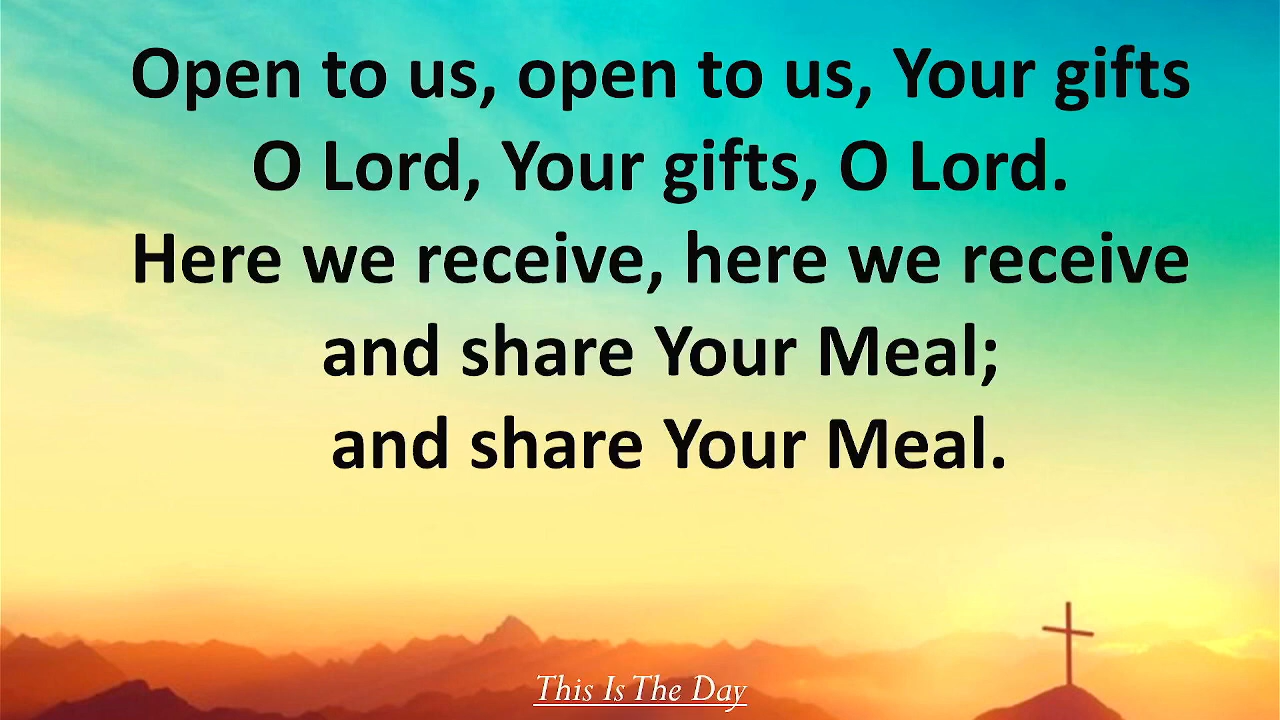 Open to us, open to us, Your gifts
O Lord, Your gifts, O Lord.
Here we receive, here we receive
and share Your Meal;
and share Your Meal.
This Is The Day